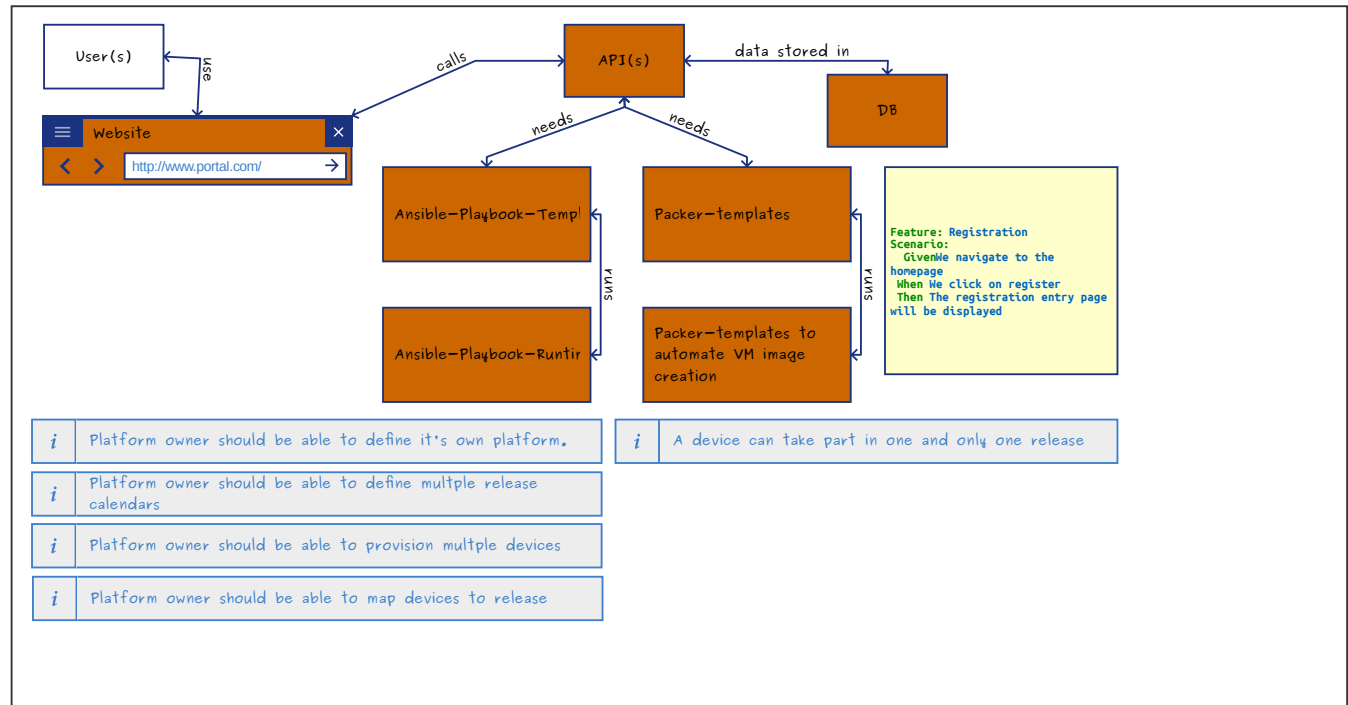 User(s)
use
calls
API(s)
data stored in
DB
Website
http://www.portal.com/
needs
needs
Ansible-Playbook-Templ
Packer-templates
runs
runs
Ansible-Playbook-Runtin
Packer-templates to
automate VM image
creation
Feature: Registration
Scenario:
GivenWe navigate to the
homepage
When We click on register
Then The registration entry page
will be displayed
i Platform owner should be able to define it's own platform.
i A device can take part in one and only one release
i Platform owner should be able to define multple release
calendars
i Platform owner should be able to provision multple devices
i Platform owner should be able to map devices to release